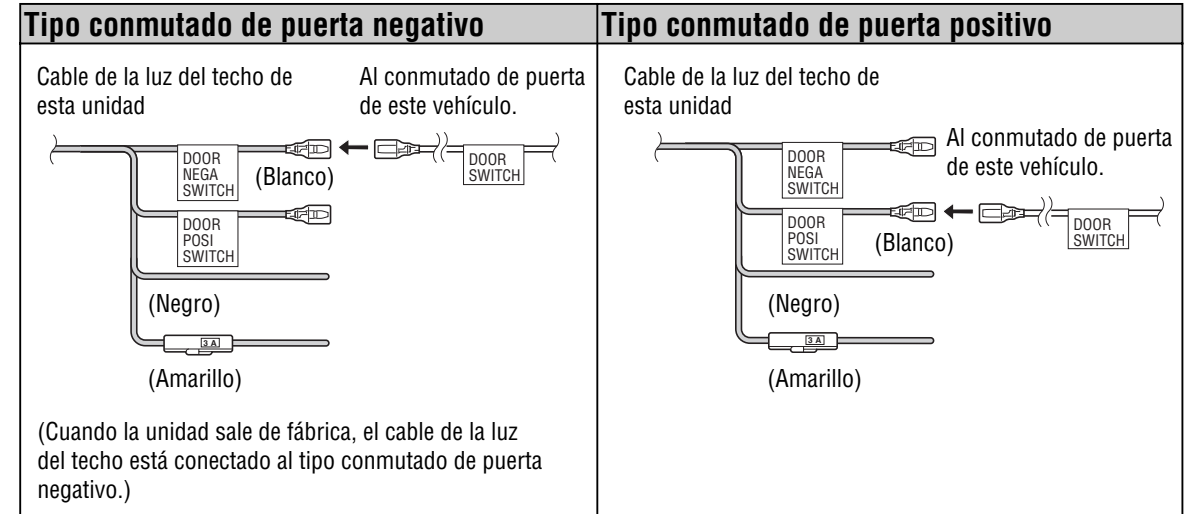 Tipo conmutado de puerta negativo
Cable de la luz del techo de
esta unidad
Al conmutado de puerta
de este vehículo.
DOOR
NEGA
SWITCH
(Blanco)
DOOR
SWITCH
DOOR
POSI
SWITCH
(Negro)
3 A
(Amarillo)
(Cuando la unidad sale de fábrica, el cable de la luz
del techo está conectado al tipo conmutado de puerta
negativo.)
Tipo conmutado de puerta positivo
Cable de la luz del techo de
esta unidad
Al conmutado de puerta
de este vehículo.
DOOR
NEGA
SWITCH
DOOR
POSI
SWITCH
(Blanco)
DOOR
SWITCH
(Negro)
3 A
(Amarillo)